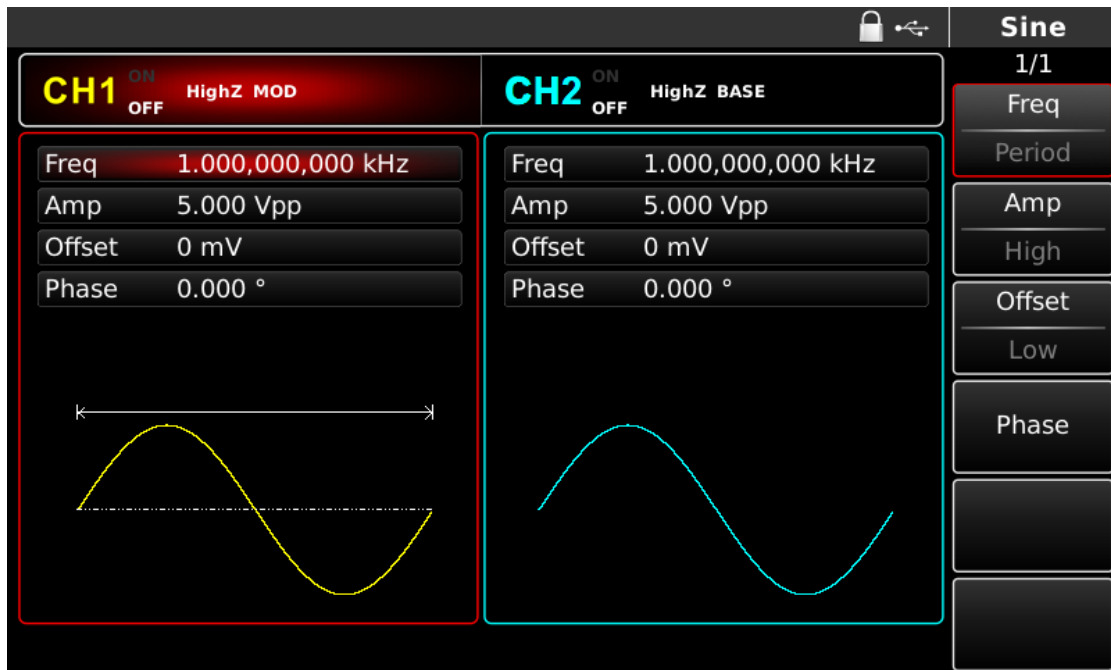 Sine
1/1
CH1 ON OFF HighZ MOD
CH2 ON OFF HighZ BASE
Freq 1.000,000,000 kHz
Amp 5.000 Vpp
Offset 0 mV
Phase 0.000 °
Freq 1.000,000,000 kHz
Amp 5.000 Vpp
Offset 0 mV
Phase 0.000 °
Freq
Period
Amp
High
Offset
Low
Phase